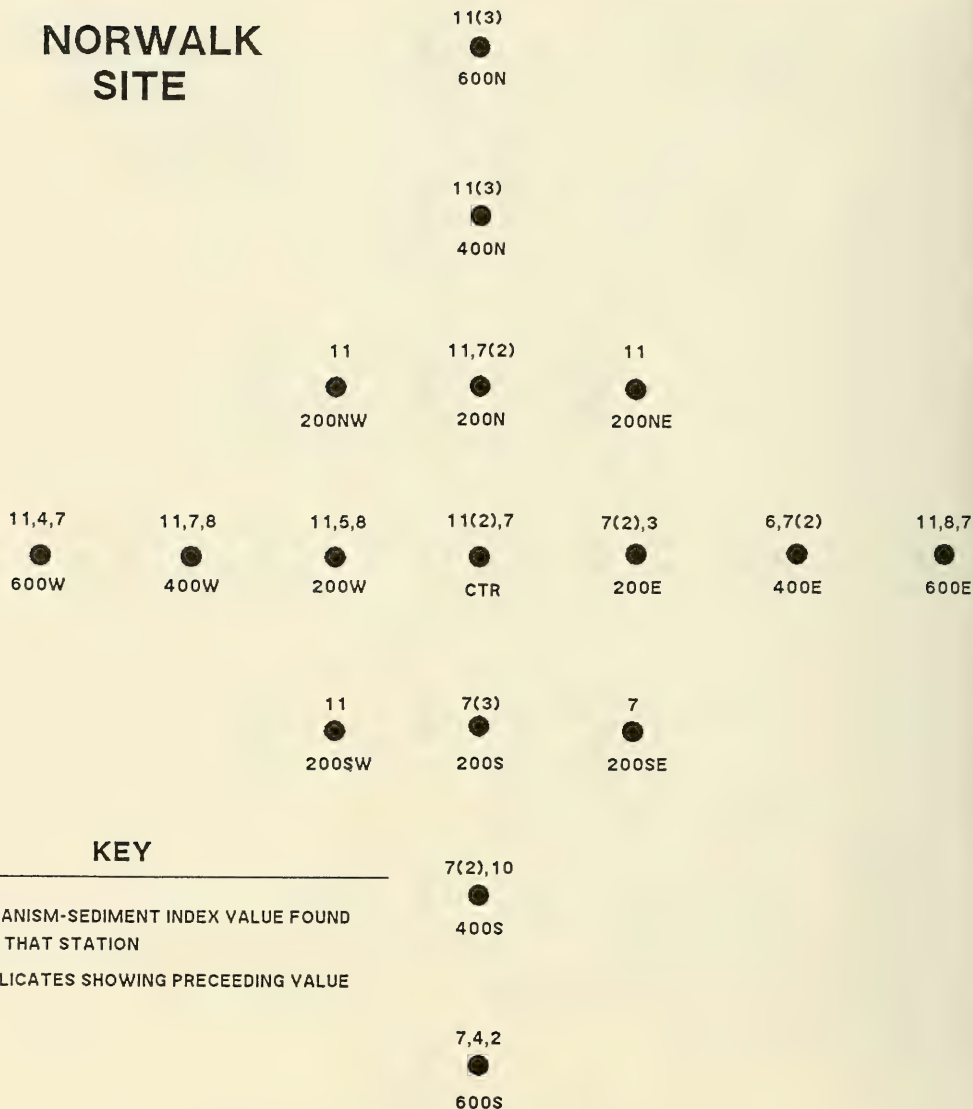 NORWALK
SITE
11(3)
600N
11(3)
400N
11 11,7(2) 11
200NW 200N 200NE
11,4,7 11,7,8 11,5,8 11(2),7 7(2),3 6,7(2) 11,8,7
600W 400W 200W CTR 200E 400E 600E
11 7(3) 7
200SW 200S 200SE
KEY
7(2),10
400S
ANISM-SEDIMENT INDEX VALUE FOUND
THAT STATION
LICATES SHOWING PRECEEDING VALUE
7,4,2
600S